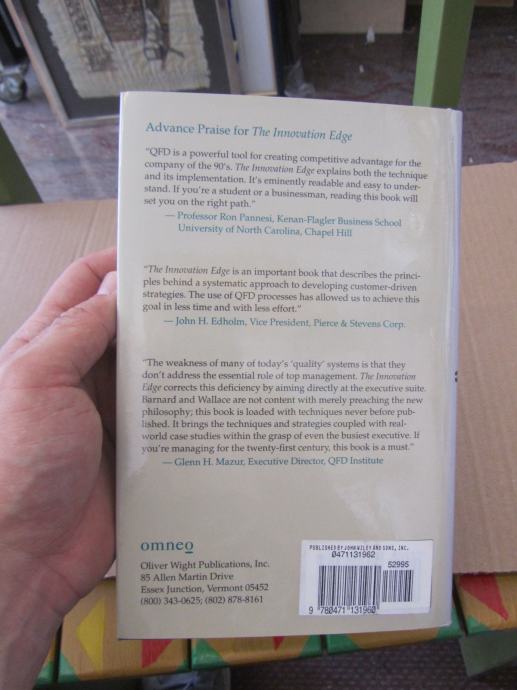 Advance Praise for The Innovation Edge
"QFD is a powerful tool for creating competitive advantage for the
company of the 90's. The Innovation Edge explains both the technique
and its implementation. It's eminently readable and easy to under-
stand. If you're a student or a businessman, reading this book will
set you on the right path."
— Professor Ron Pannesi, Kenan-Flagler Business School
University of North Carolina, Chapel Hill
"The Innovation Edge is an important book that describes the princi-
ples behind a systematic approach to developing customer-driven
strategies. The use of QFD processes has allowed us to achieve this
goal in less time and with less effort."
— John H. Edholm, Vice President, Pierce & Stevens Corp.
"The weakness of many of today's 'quality' systems is that they
don't address the essential role of top management. The Innovation
Edge corrects this deficiency by aiming directly at the executive suite.
Barnard and Wallace are not content with merely preaching the new
philosophy; this book is loaded with techniques never before pub-
lished. It brings the techniques and strategies coupled with real-
world case studies within the grasp of even the busiest executive. If
you're managing for the twenty-first century, this book is a must."
— Glenn H. Mazur, Executive Director, QFD Institute
omneo
Oliver Wight Publications, Inc.
85 Allen Martin Drive
Essex Junction, Vermont 05452
(800) 343-0625; (802) 878-8161
PUBLISHED BY JOHN WILEY AND SONS, INC.
0471131962
52995
9 780471 131960